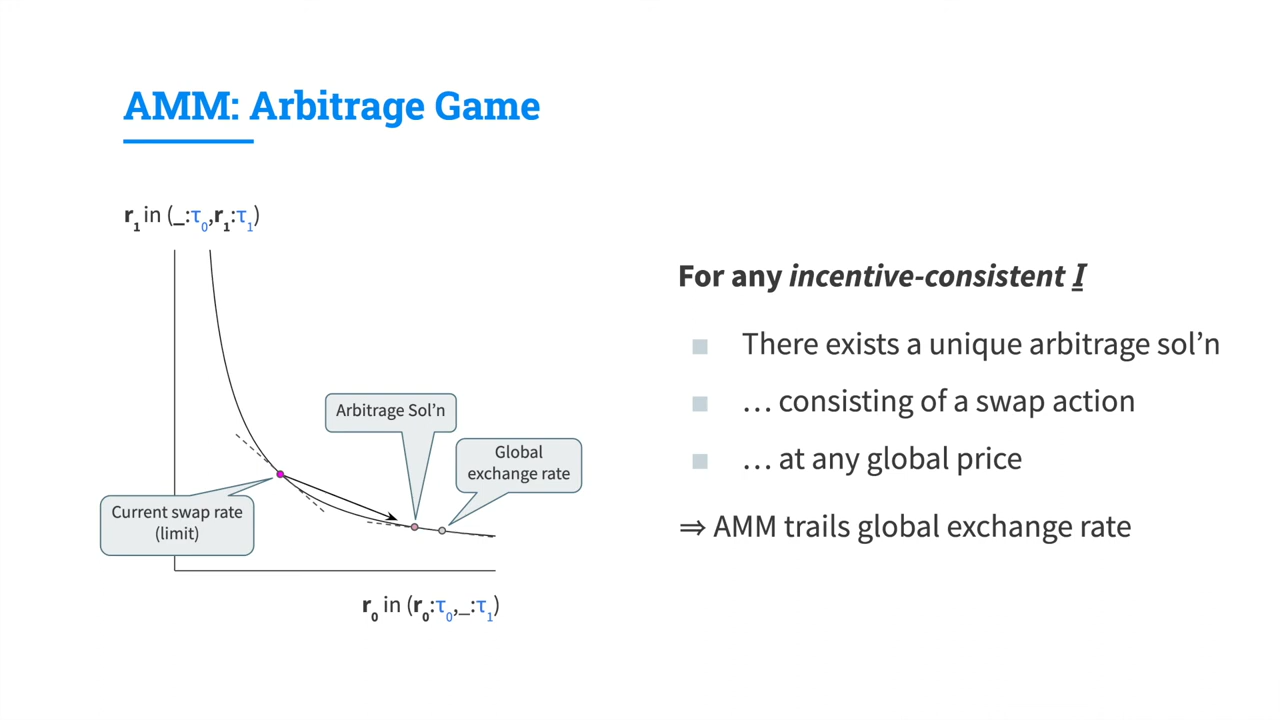 AMM: Arbitrage Game
r₁ in (_:τ₀,r₁:τ₁)
Arbitrage Sol’n
Global
exchange rate
Current swap rate
(limit)
r₀ in (r₀:τ₀,_:τ₁)
For any incentive-consistent I
■ There exists a unique arbitrage sol’n
■ … consisting of a swap action
■ … at any global price
⇒ AMM trails global exchange rate